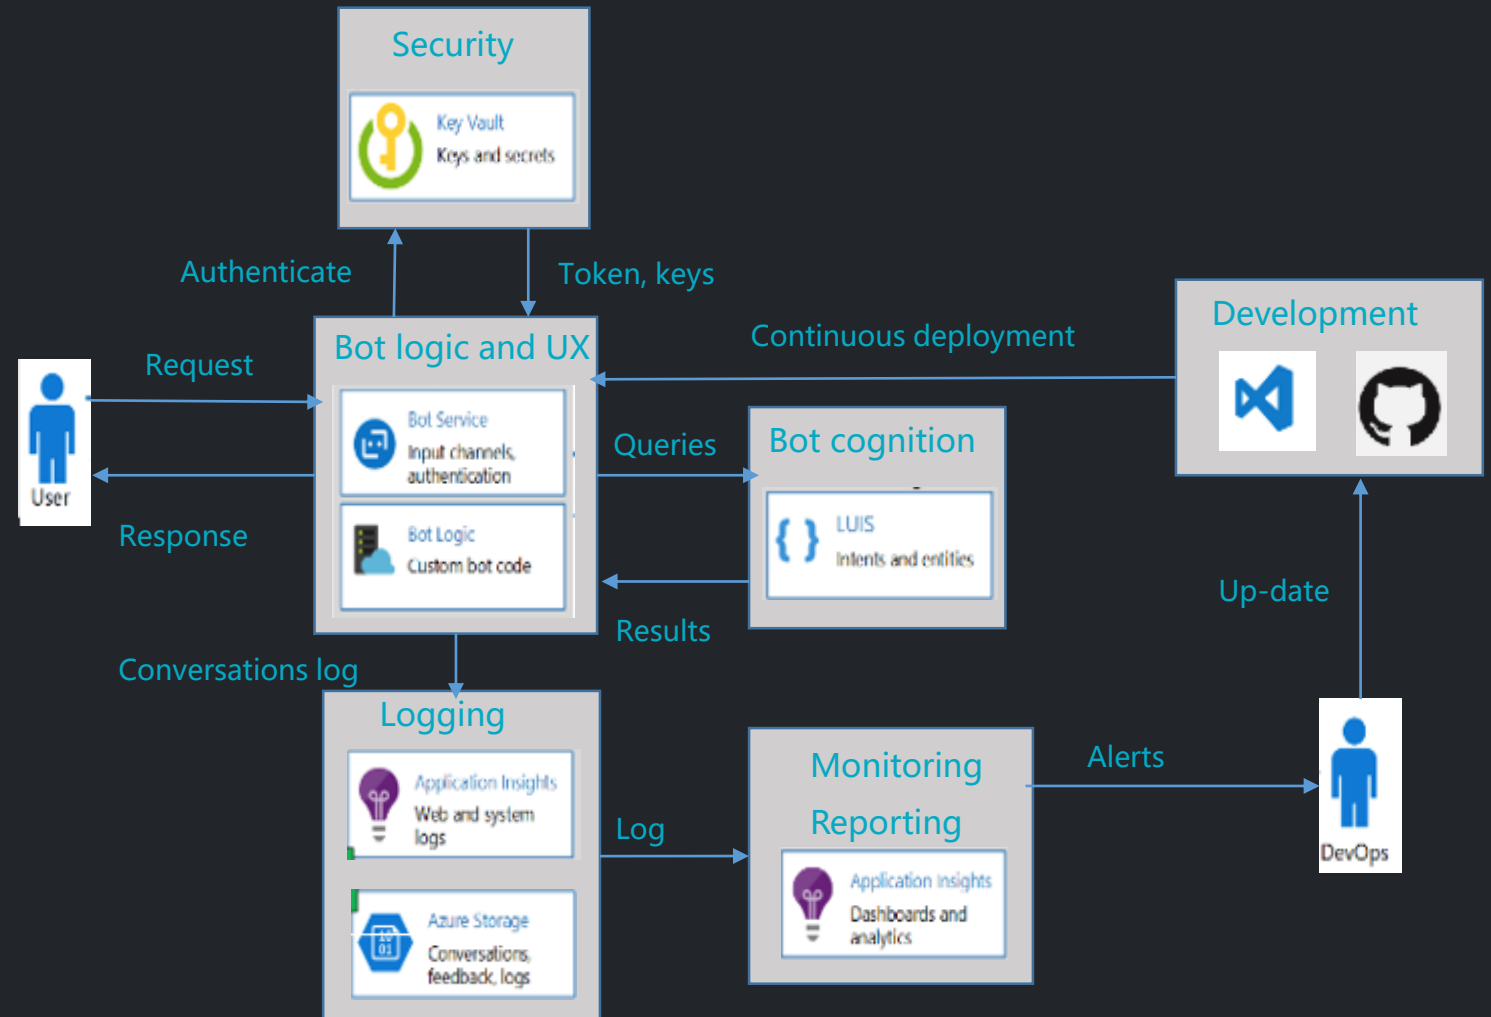 Security
Key Vault
Keys and secrets
Authenticate
Token, keys
Development
Continuous deployment
Bot logic and UX
Request
Bot Service
Input channels,
authentication
Queries
Bot cognition
User
Response
Bot Logic
Custom bot code
LUIS
Intents and entities
Results
Up-date
Conversations log
Logging
Application Insights
Web and system
logs
Log
Monitoring
Reporting
Alerts
Application Insights
Dashboards and
analytics
DevOps
Azure Storage
10
01
Conversations,
feedback, logs